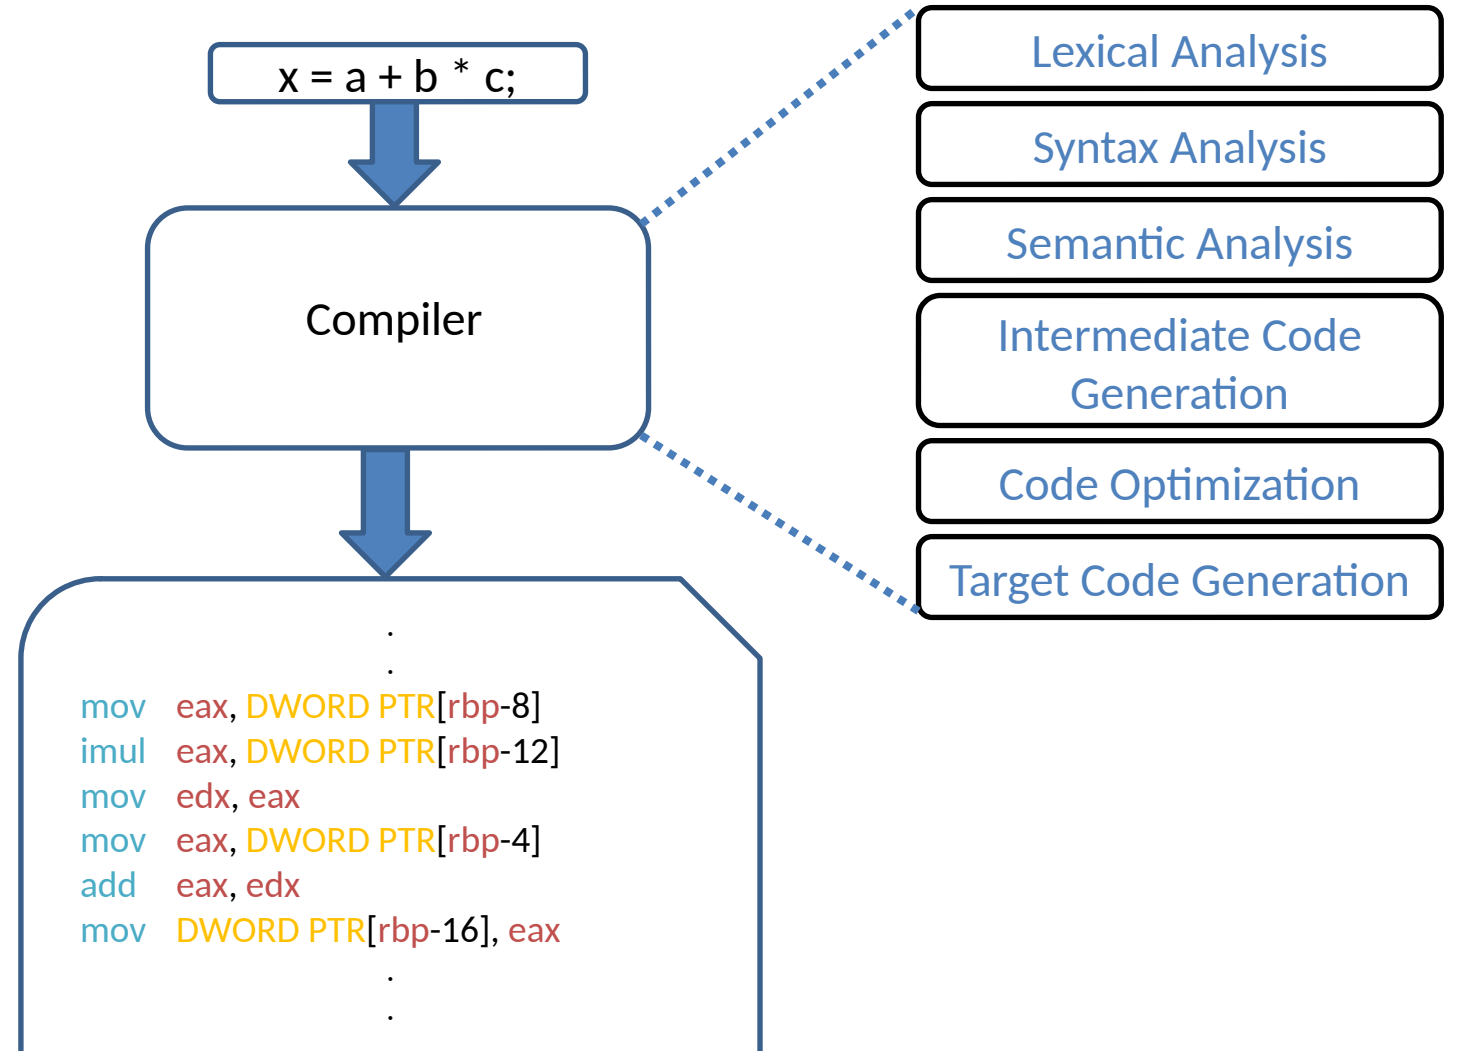 x = a + b * c;
Compiler
.
.
mov eax, DWORD PTR[rbp-8]
imul eax, DWORD PTR[rbp-12]
mov edx, eax
mov eax, DWORD PTR[rbp-4]
add eax, edx
mov DWORD PTR[rbp-16], eax
.
.
Lexical Analysis
Syntax Analysis
Semantic Analysis
Intermediate Code
Generation
Code Optimization
Target Code Generation